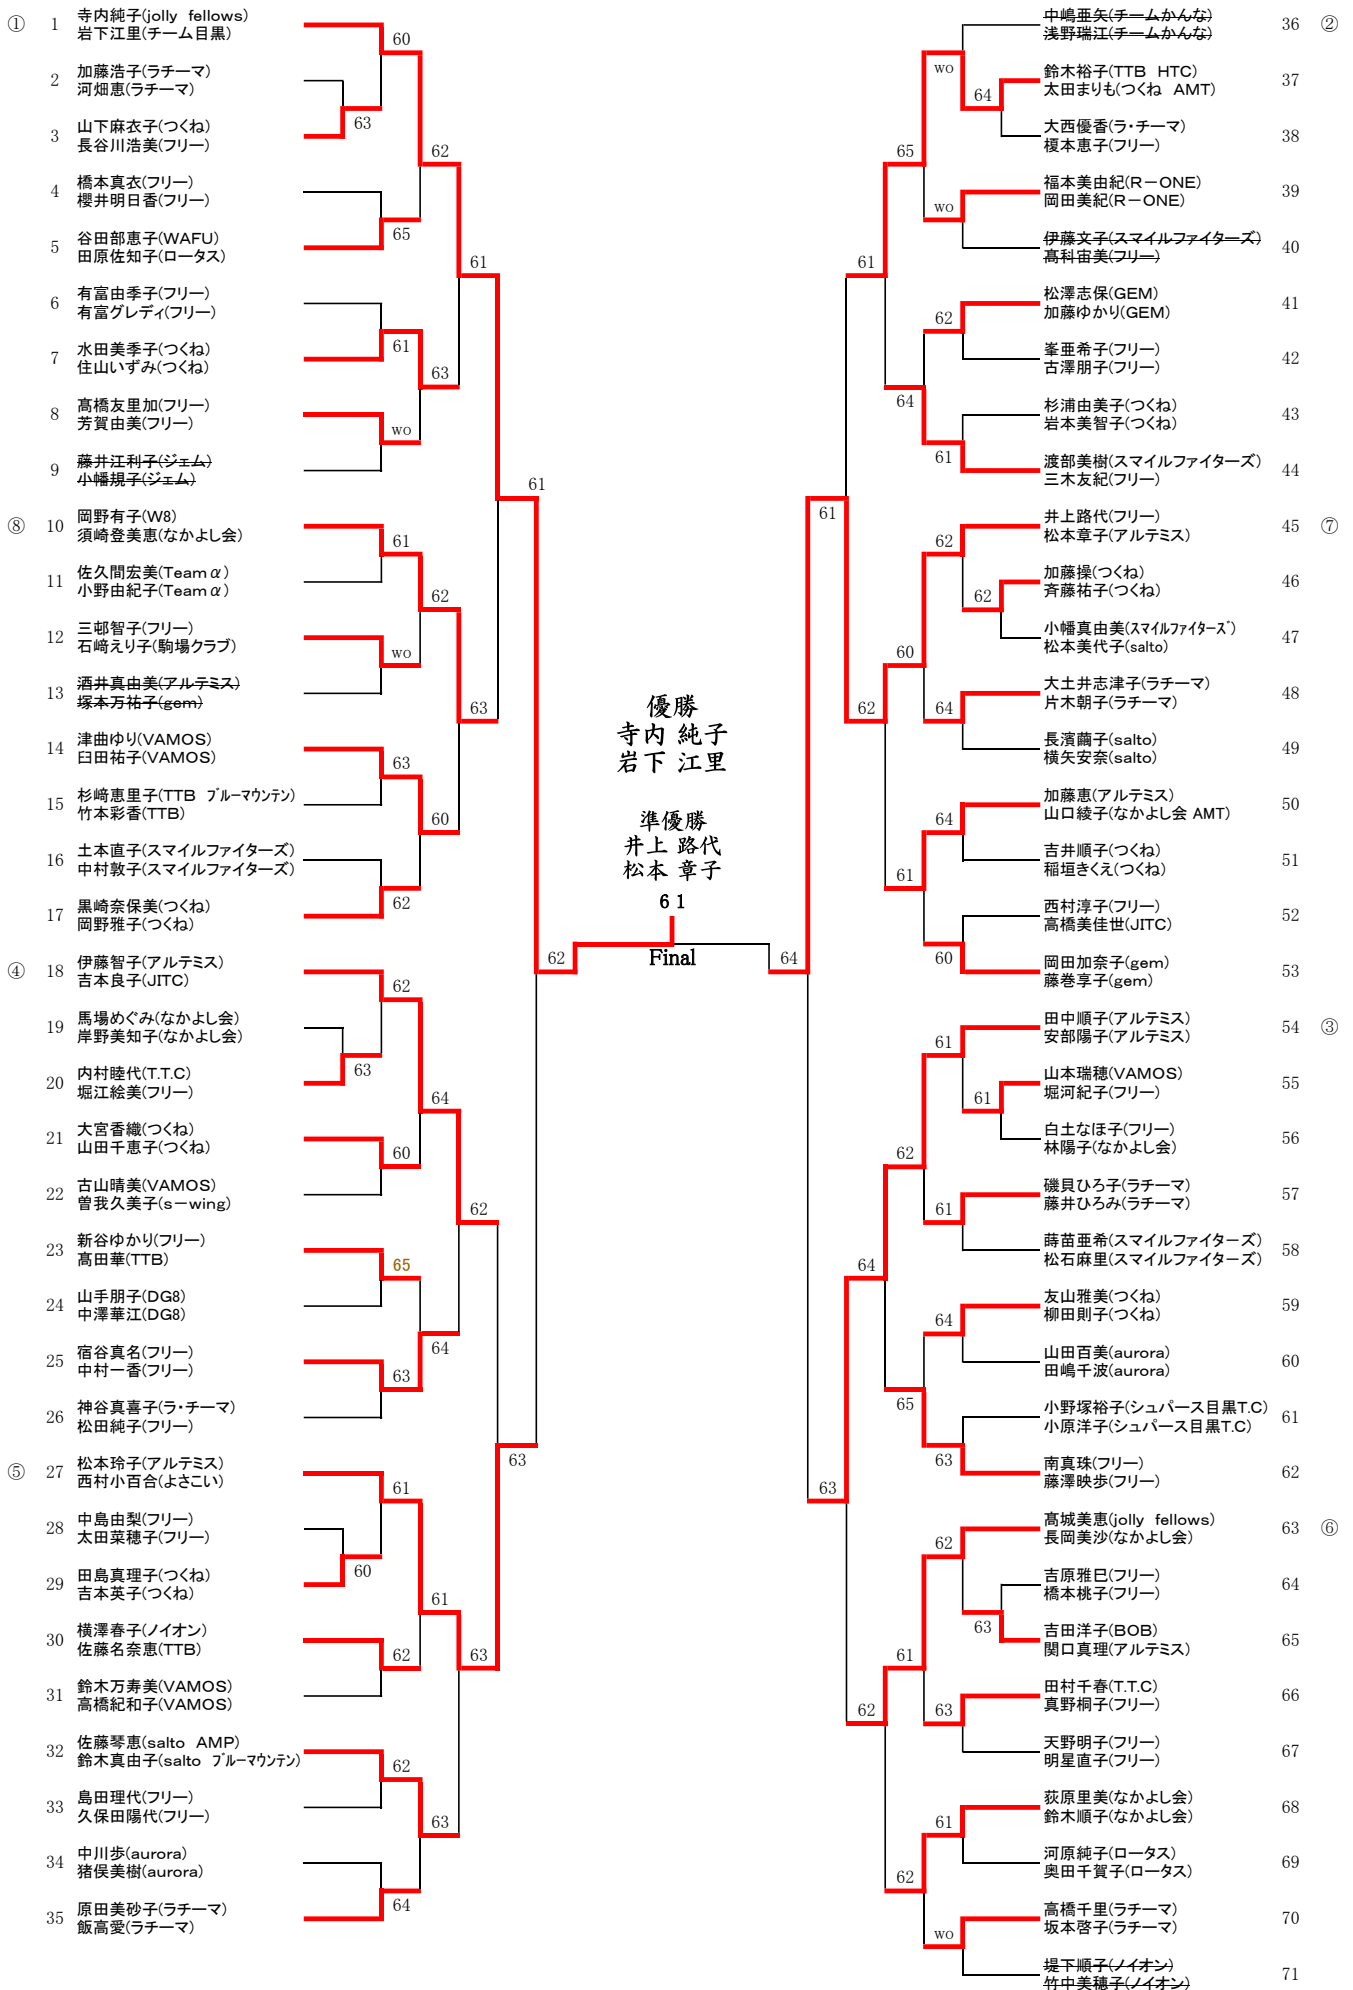 ① 1 寺内純子(jolly fellows)
岩下江里(チーム目黒)
2 加藤浩子(ラチーマ)
河畑恵(ラチーマ)
3 山下麻衣子(つくね)
長谷川浩美(フリー)
4 橋本真衣(フリー)
櫻井明日香(フリー)
5 谷田部恵子(WAFU)
田原佐知子(ロータス)
6 有富由季子(フリー)
有富グレディ(フリー)
7 水田美季子(つくね)
住山いずみ(つくね)
8 髙橋友里加(フリー)
芳賀由美(フリー)
9 藤井江利子(ジェム)
小幡規子(ジェム)
⑧ 10 岡野有子(W8)
須崎登美恵(なかよし会)
11 佐久間宏美(Teamα)
小野由紀子(Teamα)
12 三邨智子(フリー)
石崎えり子(駒場クラブ)
13 酒井真由美(アルテミス)
塚本万祐子(gem)
14 津曲ゆり(VAMOS)
臼田祐子(VAMOS)
15 杉﨑恵里子(TTB ブルーマウンテン)
竹本彩香(TTB)
16 土本直子(スマイルファイターズ)
中村敦子(スマイルファイターズ)
17 黒崎奈保美(つくね)
岡野雅子(つくね)
④ 18 伊藤智子(アルテミス)
吉本良子(JITC)
19 馬場めぐみ(なかよし会)
岸野美知子(なかよし会)
20 内村睦代(T.T.C)
堀江絵美(フリー)
21 大宮香織(つくね)
山田千恵子(つくね)
22 古山晴美(VAMOS)
曽我久美子(s-wing)
23 新谷ゆかり(フリー)
髙田華(TTB)
24 山手朋子(DG8)
中澤華江(DG8)
25 宿谷真名(フリー)
中村一香(フリー)
26 神谷真喜子(ラ・チーマ)
松田純子(フリー)
⑤ 27 松本玲子(アルテミス)
西村小百合(よさこい)
28 中島由梨(フリー)
太田菜穂子(フリー)
29 田島真理子(つくね)
吉本英子(つくね)
30 横澤春子(ノイオン)
佐藤名奈恵(TTB)
31 鈴木万寿美(VAMOS)
高橋紀和子(VAMOS)
32 佐藤琴恵(salto AMP)
鈴木真由子(salto ブルーマウンテン)
33 島田理代(フリー)
久保田陽代(フリー)
34 中川歩(aurora)
猪俣美樹(aurora)
35 原田美砂子(ラチーマ)
飯高愛(ラチーマ)
60
63
62
65
61
61
63
wo
61
61
62
wo
63
63
60
62
62
62
63
64
60
62
65
64
63
63
61
60
61
62
63
62
63
64
優勝
寺内 純子
岩下 江里
準優勝
井上 路代
松本 章子
6 1
Final
wo
64
65
wo
61
62
64
61
61
62
62
60
64
62
64
61
60
64
61
61
62
61
64
64
65
63
63
62
63
61
63
62
61
62
wo
中嶋亜矢(チームかんな) 36 ②
浅野瑞江(チームかんな)
鈴木裕子(TTB HTC) 37
太田まりも(つくね AMT)
大西優香(ラ・チーマ) 38
榎本恵子(フリー)
福本美由紀(R-ONE) 39
岡田美紀(R-ONE)
伊藤文子(スマイルファイターズ) 40
髙科宙美(フリー)
松澤志保(GEM) 41
加藤ゆかり(GEM)
峯亜希子(フリー) 42
古澤朋子(フリー)
杉浦由美子(つくね) 43
岩本美智子(つくね)
渡部美樹(スマイルファイターズ) 44
三木友紀(フリー)
井上路代(フリー) 45 ⑦
松本章子(アルテミス)
加藤操(つくね) 46
斉藤祐子(つくね)
小幡真由美(スマイルファイターズ) 47
松本美代子(salto)
大土井志津子(ラチーマ) 48
片木朝子(ラチーマ)
長濱繭子(salto) 49
横矢安奈(salto)
加藤恵(アルテミス) 50
山口綾子(なかよし会 AMT)
吉井順子(つくね) 51
稲垣きくえ(つくね)
西村淳子(フリー) 52
高橋美佳世(JITC)
岡田加奈子(gem) 53
藤巻享子(gem)
田中順子(アルテミス) 54 ③
安部陽子(アルテミス)
山本瑞穂(VAMOS) 55
堀河紀子(フリー)
白土なほ子(フリー) 56
林陽子(なかよし会)
磯貝ひろ子(ラチーマ) 57
藤井ひろみ(ラチーマ)
蒔苗亜希(スマイルファイターズ) 58
松石麻里(スマイルファイターズ)
友山雅美(つくね) 59
柳田則子(つくね)
山田百美(aurora) 60
田嶋千波(aurora)
小野塚裕子(シュパース目黒T.C) 61
小原洋子(シュパース目黒T.C)
南真珠(フリー) 62
藤澤映歩(フリー)
髙城美恵(jolly fellows) 63 ⑥
長岡美沙(なかよし会)
吉原雅巳(フリー) 64
橋本桃子(フリー)
吉田洋子(BOB) 65
関口真理(アルテミス)
田村千春(T.T.C) 66
真野桐子(フリー)
天野明子(フリー) 67
明星直子(フリー)
荻原里美(なかよし会) 68
鈴木順子(なかよし会)
河原純子(ロータス) 69
奥田千賀子(ロータス)
高橋千里(ラチーマ) 70
坂本啓子(ラチーマ)
堤下順子(ノイオン) 71
竹中美穂子(ノイオン)